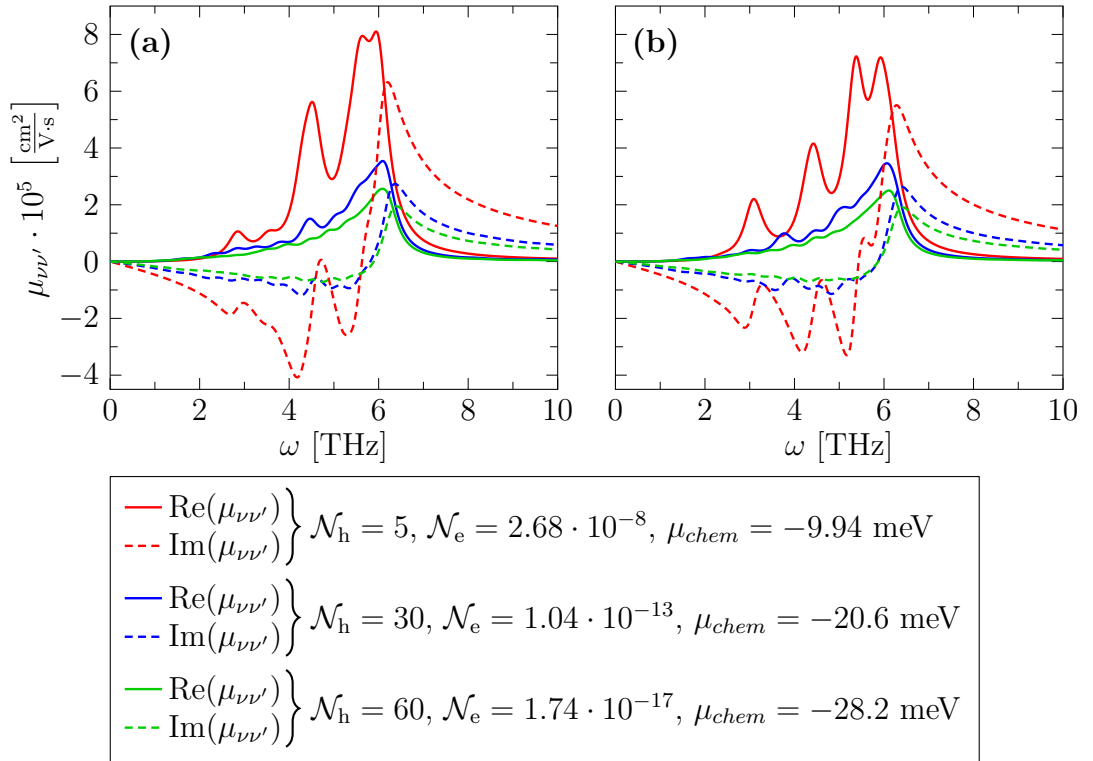 (a) (b)
8
6
4
2
0
−2
−4
μνν′ · 10^5 [cm^2/V·s]
0 2 4 6 8 10 0 2 4 6 8 10
ω [THz] ω [THz]
Re(μνν′)
Im(μνν′)
} 𝒩h = 5, 𝒩e = 2.68 · 10^−8, μchem = −9.94 meV
Re(μνν′)
Im(μνν′)
} 𝒩h = 30, 𝒩e = 1.04 · 10^−13, μchem = −20.6 meV
Re(μνν′)
Im(μνν′)
} 𝒩h = 60, 𝒩e = 1.74 · 10^−17, μchem = −28.2 meV